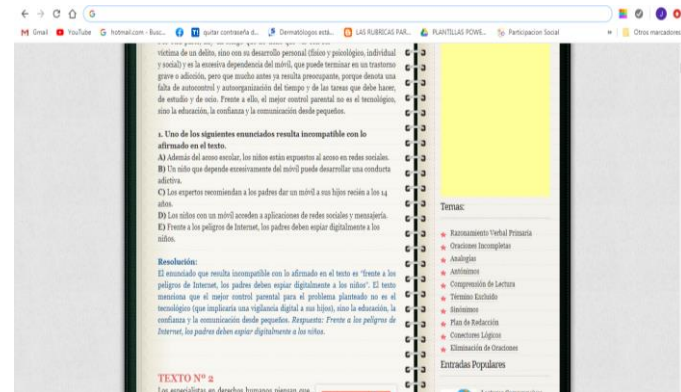 G
M Gmail
YouTube
G hotmail.com - Busc...
quitar contraseña d...
Dermatólogos está...
LAS RUBRICAS PAR...
PLANTILLAS POWE...
Participacion Social
»
Otros marcadores
víctima de un delito, sino con su desarrollo personal (físico y psicológico, individual
y social) y es la excesiva dependencia del móvil, que puede terminar en un trastorno
grave o adicción, pero que mucho antes ya resulta preocupante, porque denota una
falta de autocontrol y autoorganización del tiempo y de las tareas que debe hacer,
de estudio y de ocio. Frente a ello, el mejor control parental no es el tecnológico,
sino la educación, la confianza y la comunicación desde pequeños.
1. Uno de los siguientes enunciados resulta incompatible con lo
afirmado en el texto.
A) Además del acoso escolar, los niños están expuestos al acoso en redes sociales.
B) Un niño que depende excesivamente del móvil puede desarrollar una conducta
adictiva.
C) Los expertos recomiendan a los padres dar un móvil a sus hijos recién a los 14
años.
D) Los niños con un móvil acceden a aplicaciones de redes sociales y mensajería.
E) Frente a los peligros de Internet, los padres deben espiar digitalmente a los
niños.
Resolución:
El enunciado que resulta incompatible con lo afirmado en el texto es "frente a los
peligros de Internet, los padres deben espiar digitalmente a los niños". El texto
menciona que el mejor control parental para el problema planteado no es el
tecnológico (que implicaría una vigilancia digital a sus hijos), sino la educación, la
confianza y la comunicación desde pequeños. Respuesta: Frente a los peligros de
Internet, los padres deben espiar digitalmente a los niños.
TEXTO Nº 2
Los especialistas en derechos humanos piensan que
Temas:
Razonamiento Verbal Primaria
Oraciones Incompletas
Analogías
Antónimos
Comprensión de Lectura
Término Excluido
Sinónimos
Plan de Redacción
Conectores Lógicos
Eliminación de Oraciones
Entradas Populares